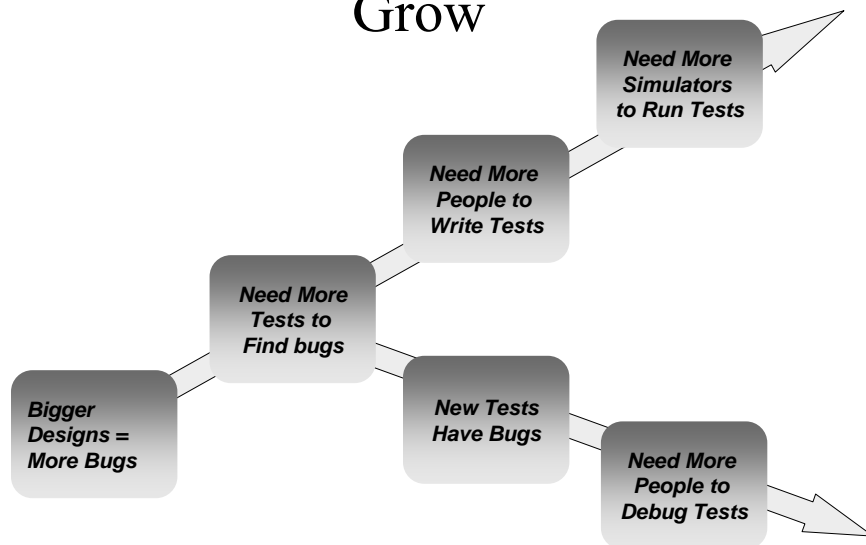 Grow
Need More
Simulators
to Run Tests
Need More
People to
Write Tests
Need More
Tests to
Find bugs
Bigger
Designs =
More Bugs
New Tests
Have Bugs
Need More
People to
Debug Tests